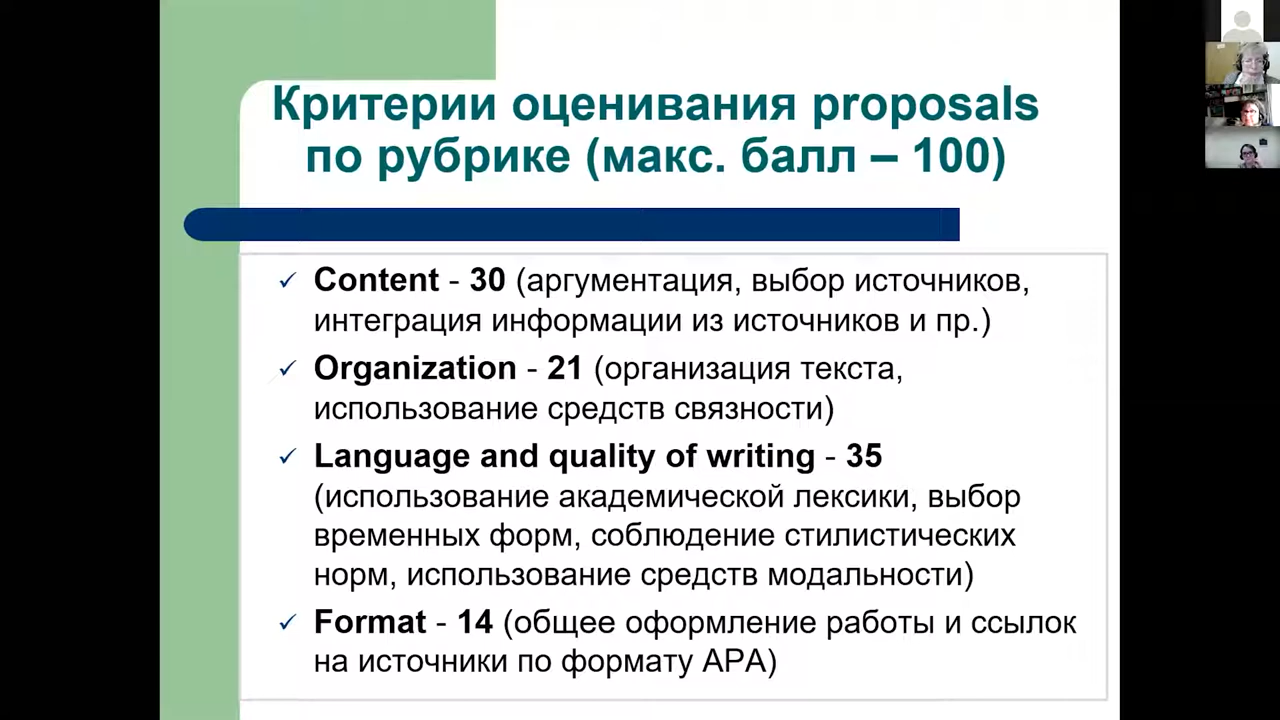 Критерии оценивания proposals
по рубрике (макс. балл – 100)
Content - 30 (аргументация, выбор источников,
интеграция информации из источников и пр.)
Organization - 21 (организация текста,
использование средств связности)
Language and quality of writing - 35
(использование академической лексики, выбор
временных форм, соблюдение стилистических
норм, использование средств модальности)
Format - 14 (общее оформление работы и ссылок
на источники по формату APA)